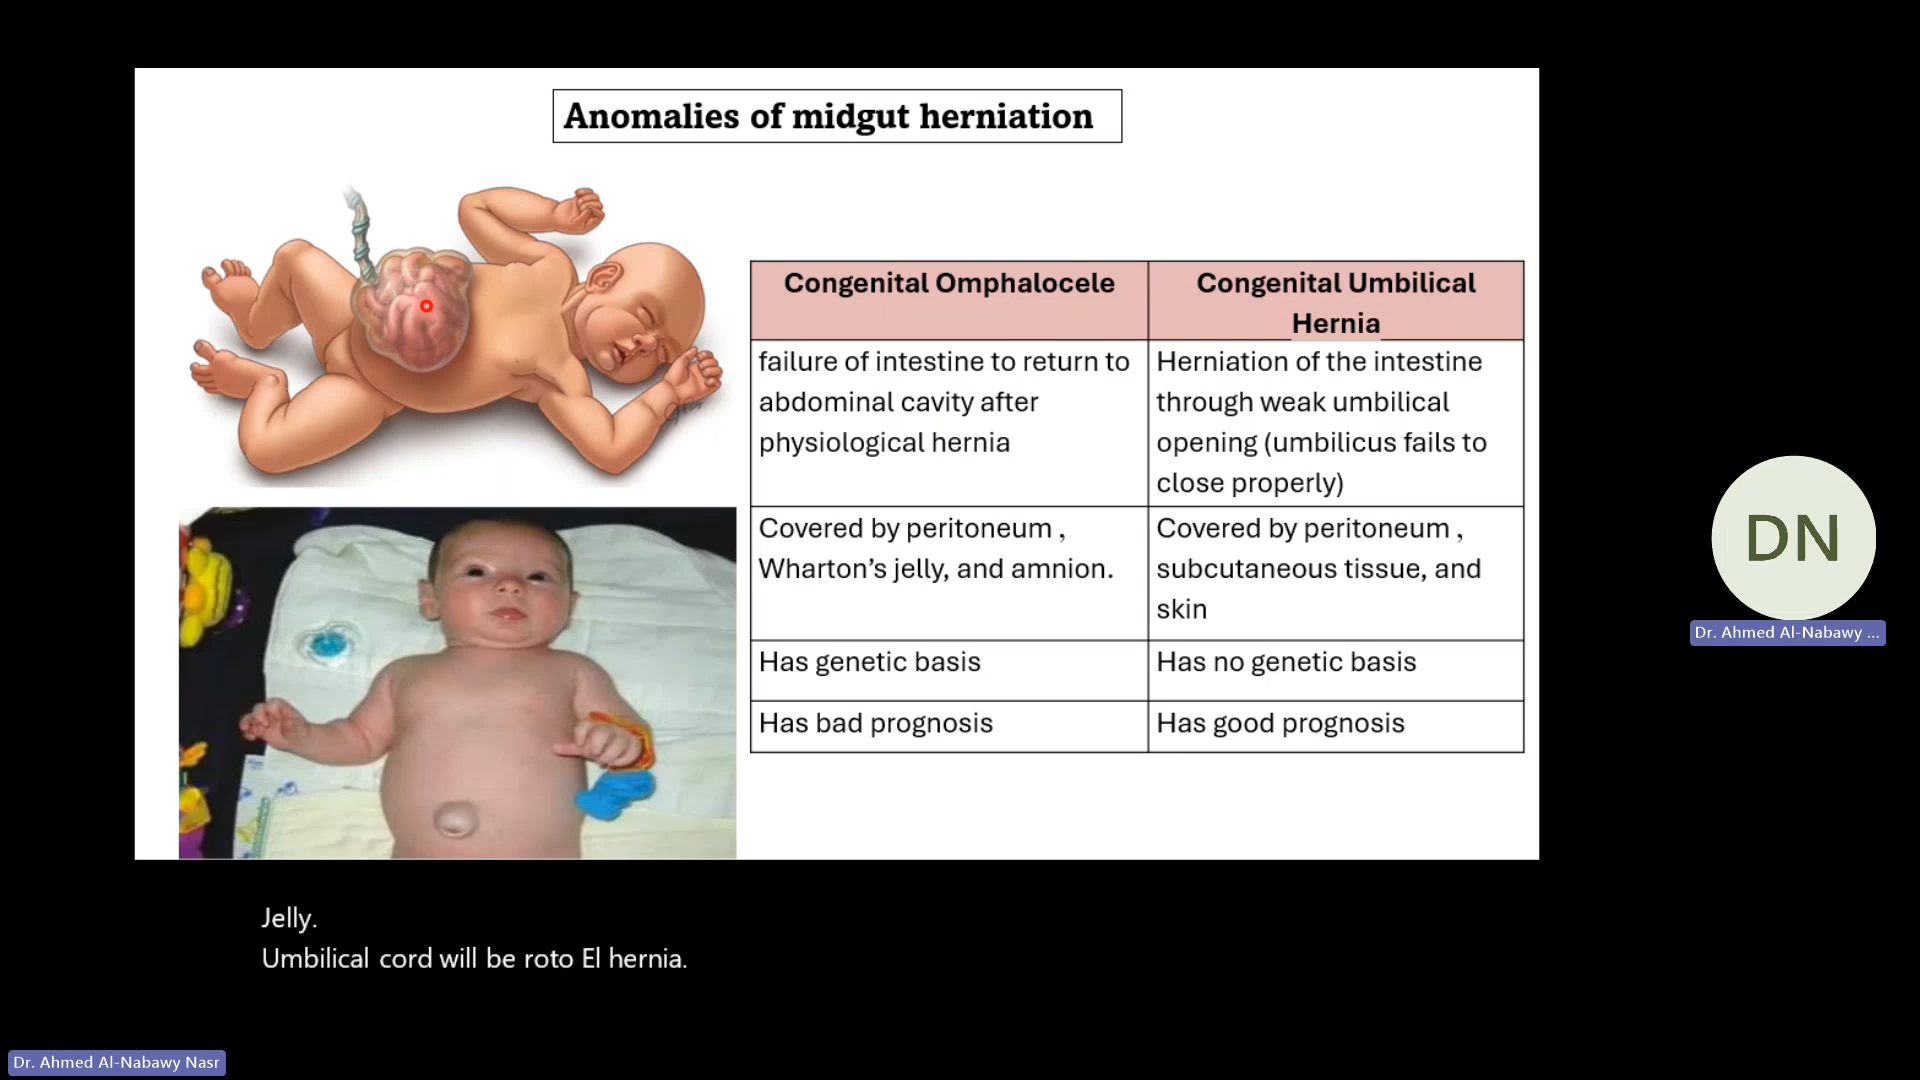 Anomalies of midgut herniation
Congenital Omphalocele
Congenital Umbilical
Hernia
failure of intestine to return to
abdominal cavity after
physiological hernia
Herniation of the intestine
through weak umbilical
opening (umbilicus fails to
close properly)
Covered by peritoneum ,
Wharton’s jelly, and amnion.
Covered by peritoneum ,
subcutaneous tissue, and
skin
Has genetic basis
Has no genetic basis
Has bad prognosis
Has good prognosis
DN
Dr. Ahmed Al-Nabawy ...
Jelly.
Umbilical cord will be roto El hernia.
Dr. Ahmed Al-Nabawy Nasr